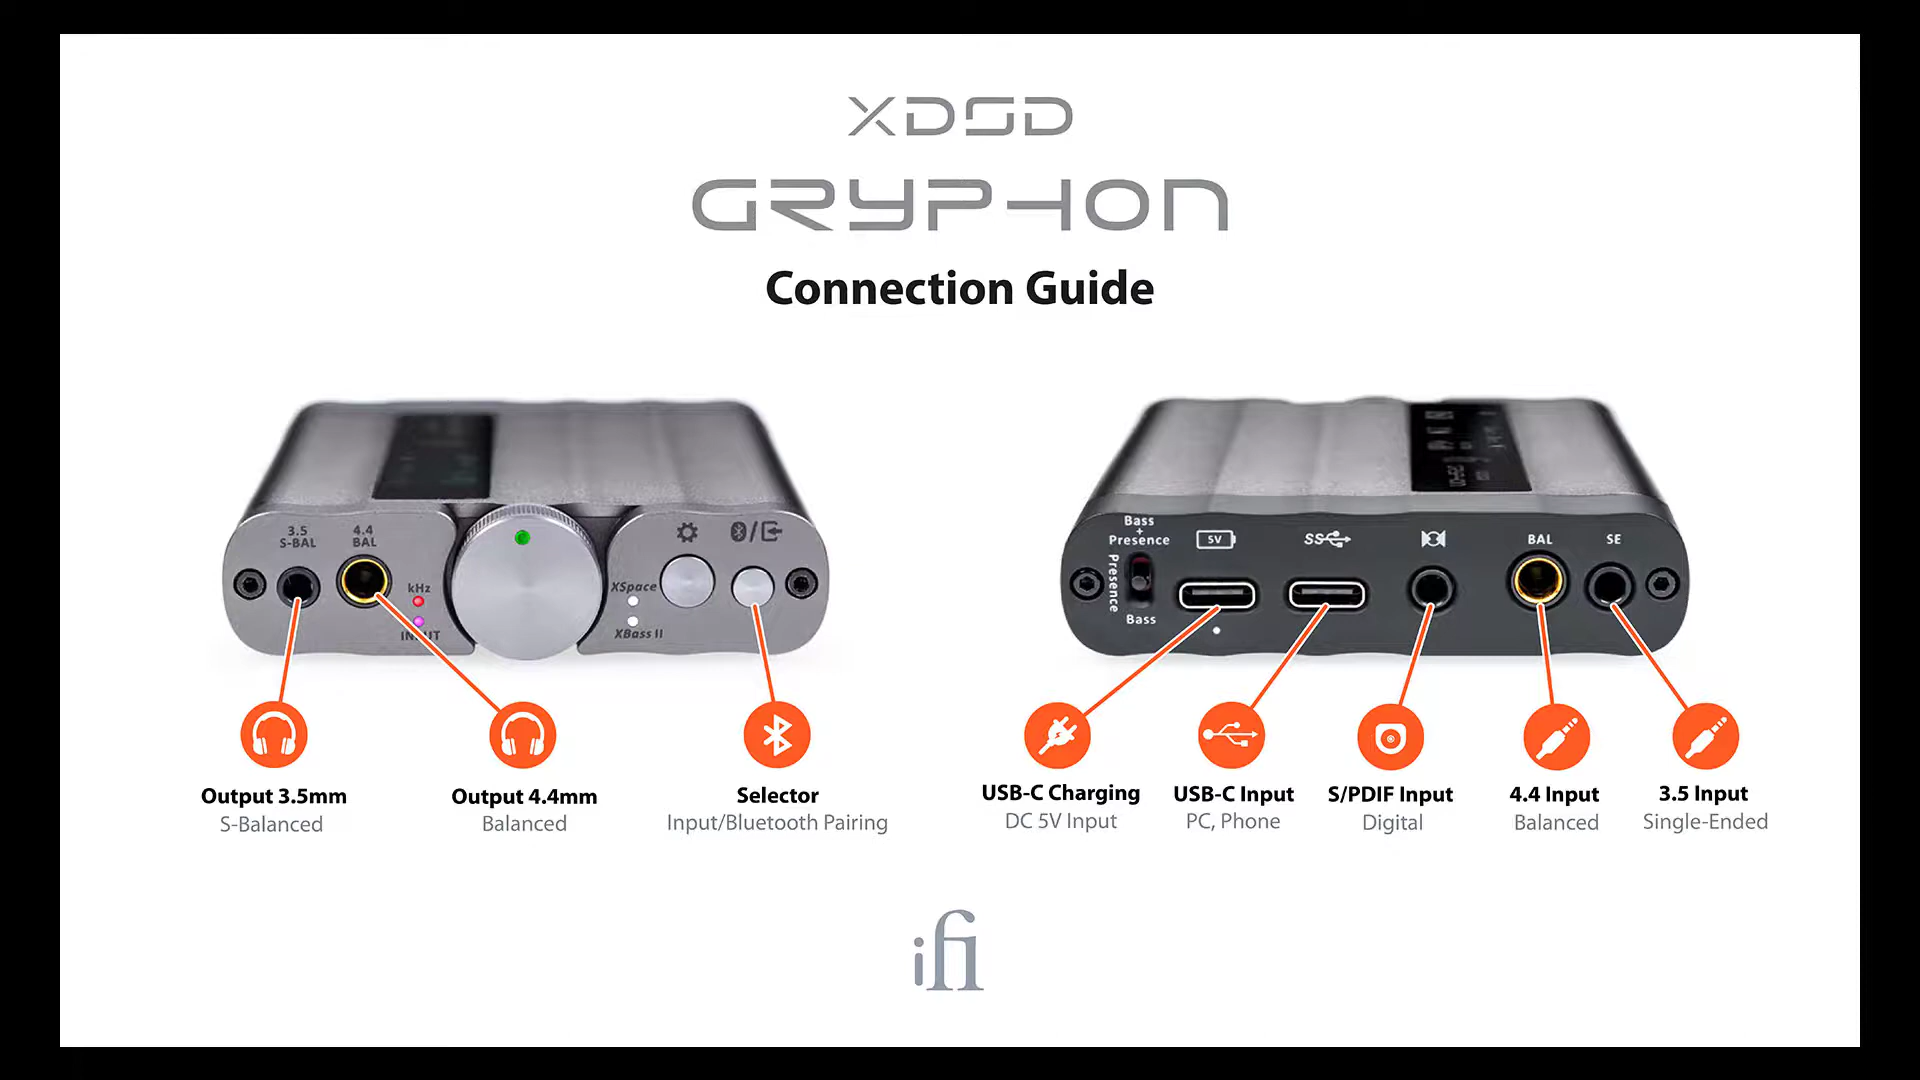 XDSD
GRYPHON
Connection Guide
3.5
S-BAL
4.4
BAL
kHz
INPUT
XSpace
XBass II
Bass
+
Presence
Presence
Bass
5V
SS
BAL
SE
Output 3.5mm
S-Balanced
Output 4.4mm
Balanced
Selector
Input/Bluetooth Pairing
USB-C Charging
DC 5V Input
USB-C Input
PC, Phone
S/PDIF Input
Digital
4.4 Input
Balanced
3.5 Input
Single-Ended
ifi